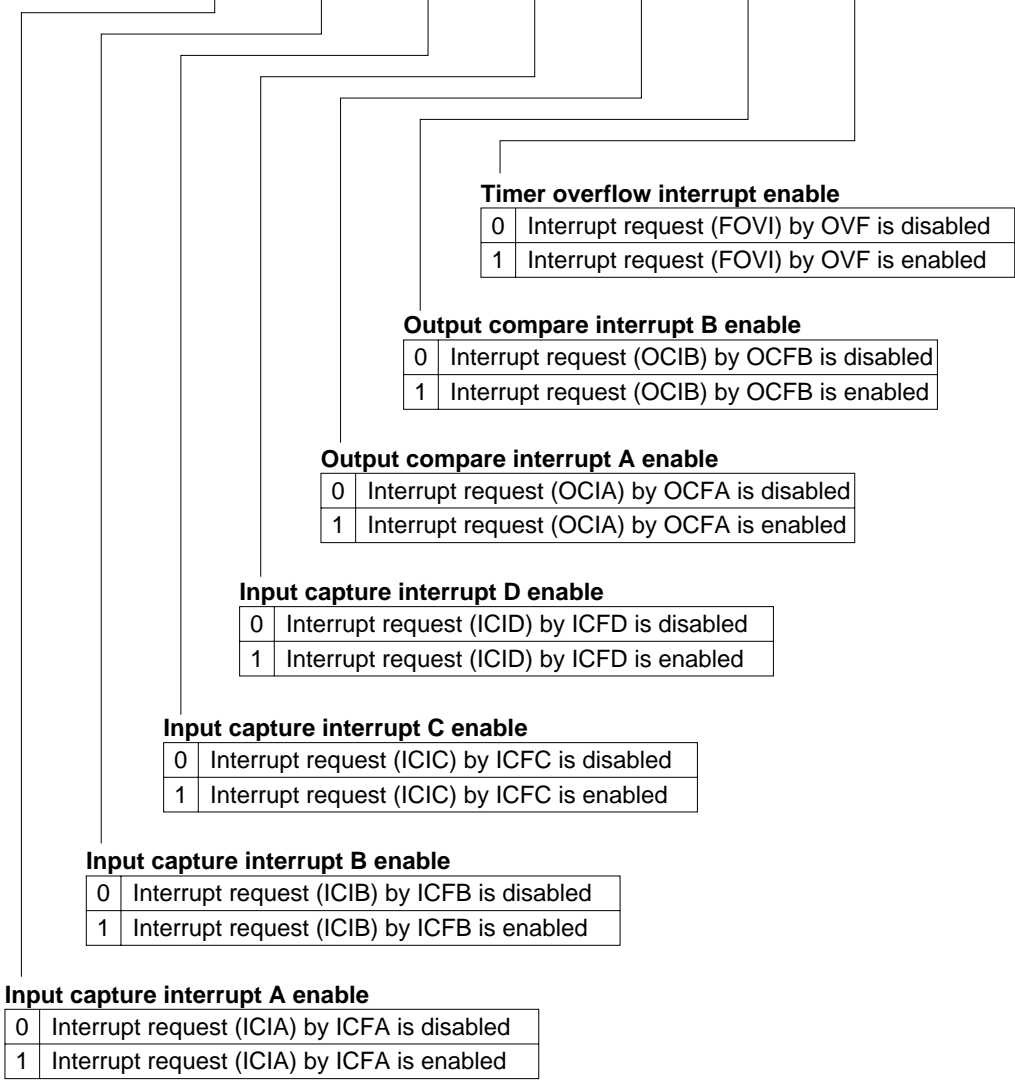 Timer overflow interrupt enable
0 Interrupt request (FOVI) by OVF is disabled
1 Interrupt request (FOVI) by OVF is enabled
Output compare interrupt B enable
0 Interrupt request (OCIB) by OCFB is disabled
1 Interrupt request (OCIB) by OCFB is enabled
Output compare interrupt A enable
0 Interrupt request (OCIA) by OCFA is disabled
1 Interrupt request (OCIA) by OCFA is enabled
Input capture interrupt D enable
0 Interrupt request (ICID) by ICFD is disabled
1 Interrupt request (ICID) by ICFD is enabled
Input capture interrupt C enable
0 Interrupt request (ICIC) by ICFC is disabled
1 Interrupt request (ICIC) by ICFC is enabled
Input capture interrupt B enable
0 Interrupt request (ICIB) by ICFB is disabled
1 Interrupt request (ICIB) by ICFB is enabled
Input capture interrupt A enable
0 Interrupt request (ICIA) by ICFA is disabled
1 Interrupt request (ICIA) by ICFA is enabled